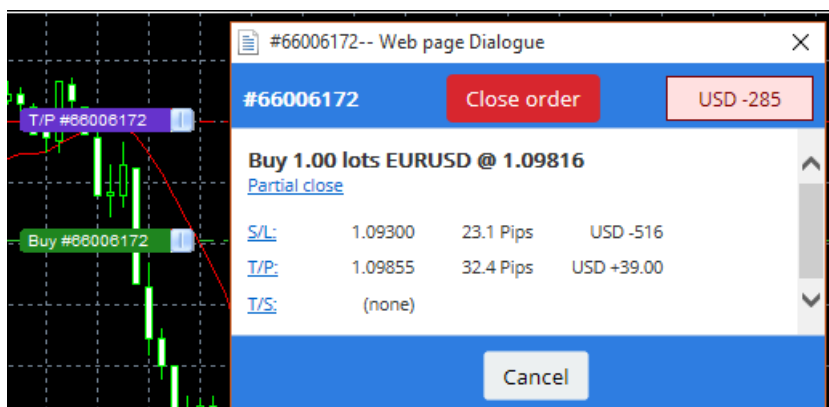 #66006172-- Web page Dialogue
#66006172 Close order USD -285
T/P #66006172
Buy 1.00 lots EURUSD @ 1.09816
Partial close
Buy #66006172
S/L: 1.09300 23.1 Pips USD -516
T/P: 1.09855 32.4 Pips USD +39.00
T/S: (none)
Cancel